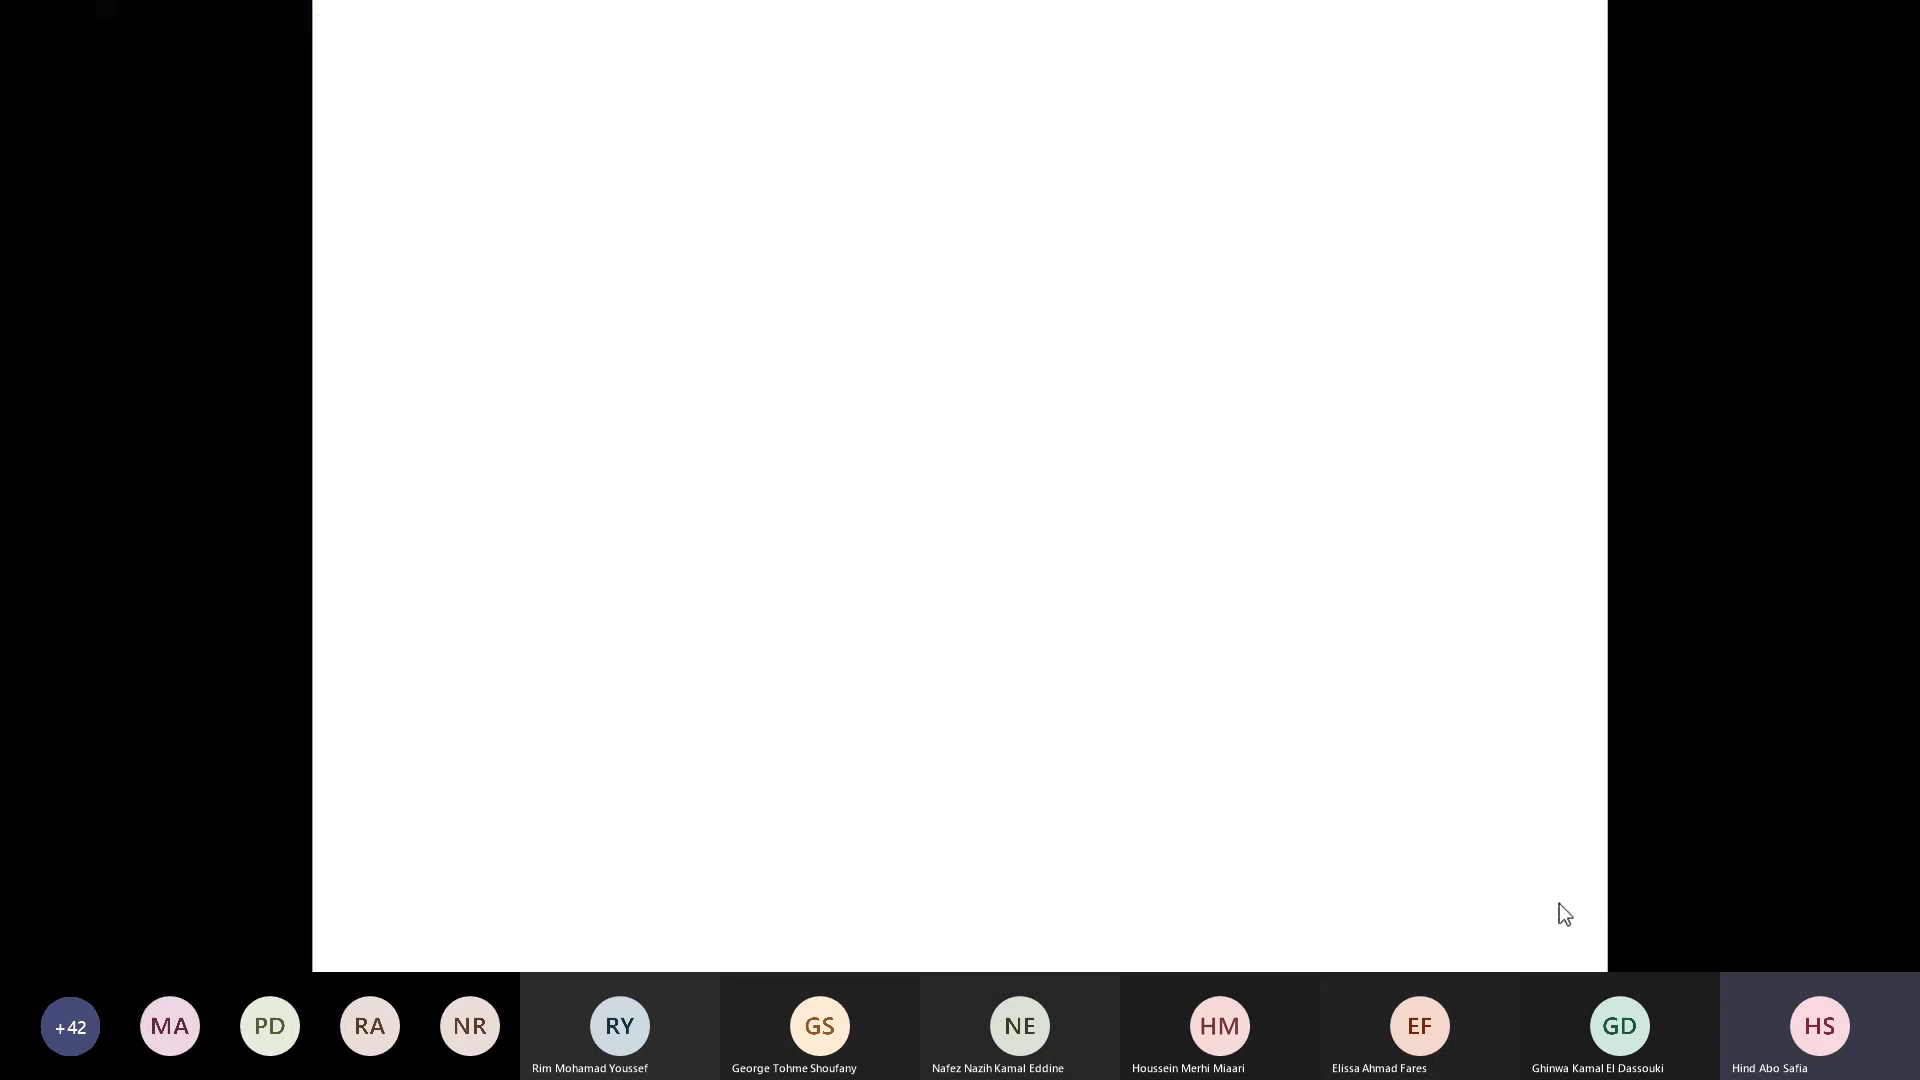 +42
MA
PD
RA
NR
RY
GS
NE
HM
EF
GD
HS
Rim Mohamad Youssef
George Tohme Shoufany
Nafez Nazih Kamal Eddine
Houssein Merhi Miaari
Elissa Ahmad Fares
Ghinwa Kamal El Dassouki
Hind Abo Safia